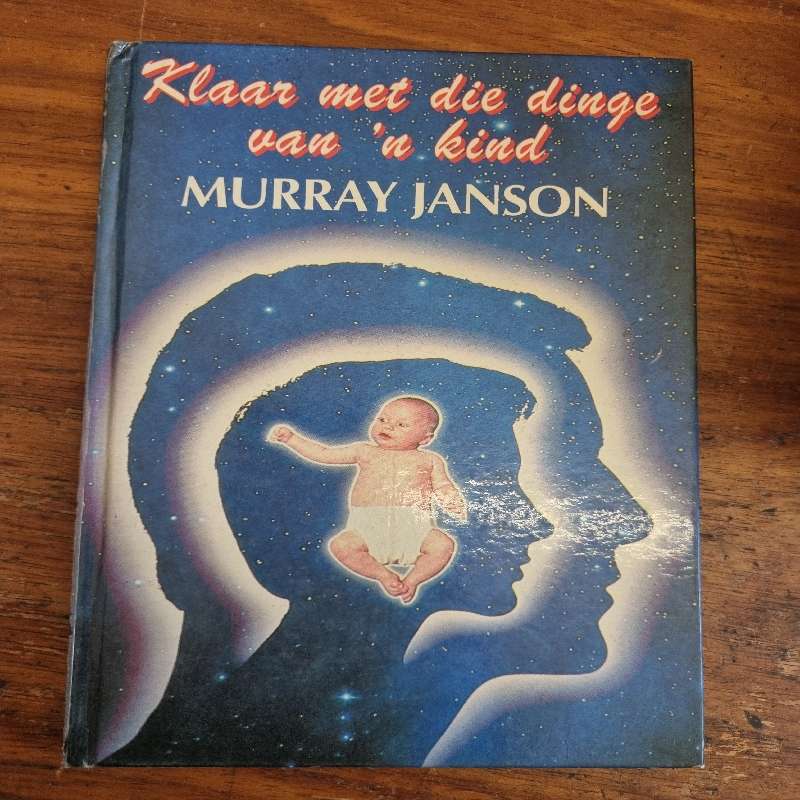 Klaar met die dinge
van 'n kind
MURRAY JANSON